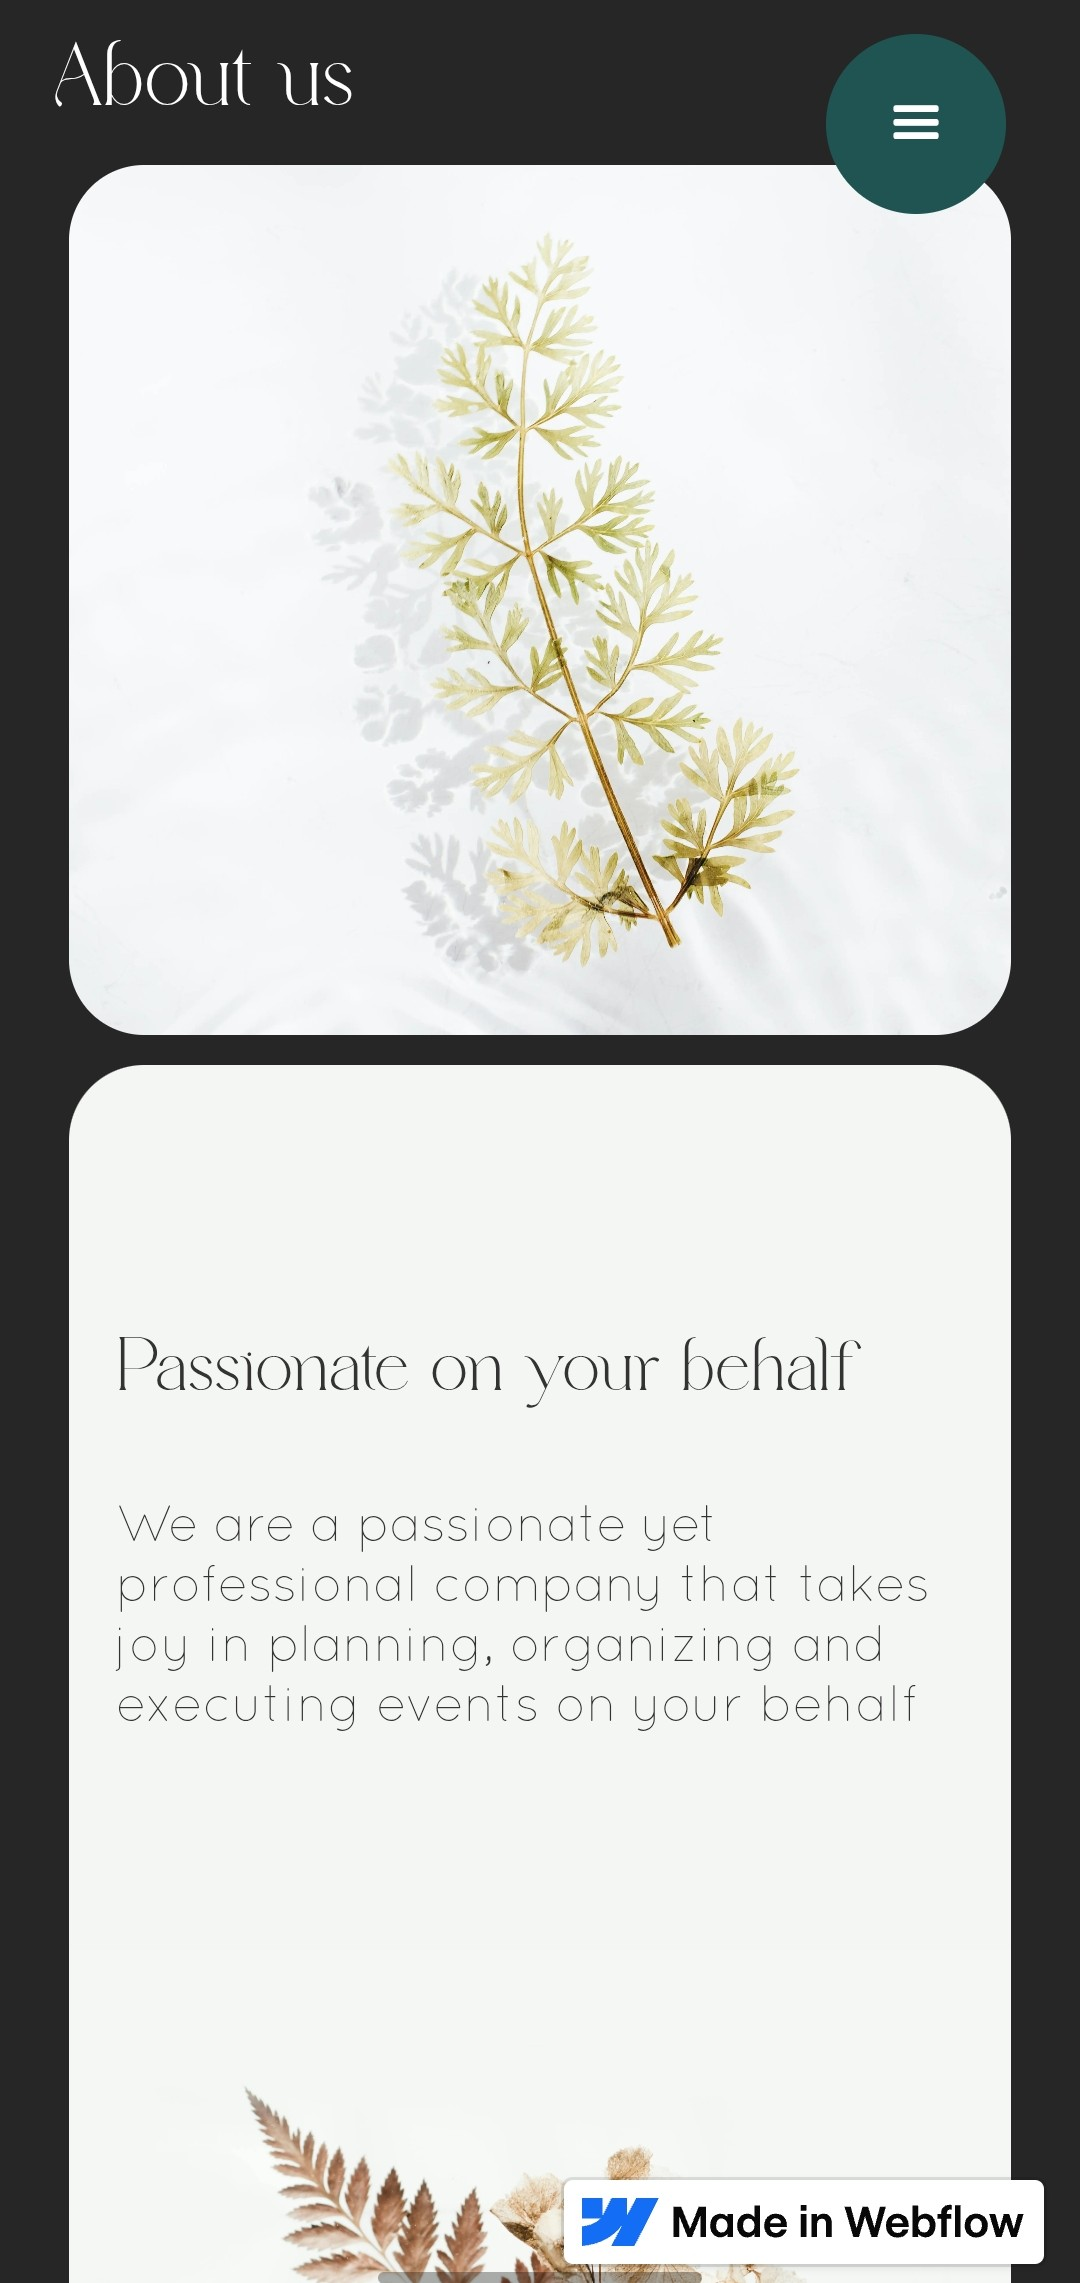 About us
Passionate on your behalf
We are a passionate yet
professional company that takes
joy in planning, organizing and
executing events on your behalf
Made in Webflow